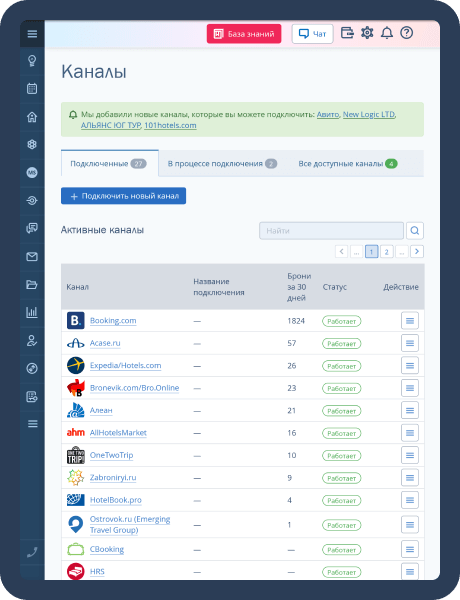 База знаний
Чат
Каналы
Мы добавили новые каналы, которые вы можете подключить: Авито, New Logic LTD,
АЛЬЯНС ЮГ ТУР, 101hotels.com
Подключенные 27
В процессе подключения 2
Все доступные каналы 4
+ Подключить новый канал
Активные каналы
Найти
< ... 1 2 ... >
Канал
Название
подключения
Брони
за 30
дней
Статус
Действие
B. Booking.com — 1824 Работает
Acase.ru — 57 Работает
Expedia/Hotels.com — 26 Работает
Bronevik.com/Bro.Online — 23 Работает
Алеан — 21 Работает
ahm AllHotelsMarket — 16 Работает
ONE TWO TRIP! OneTwoTrip — 10 Работает
Zabroniryi.ru — 9 Работает
HotelBook.pro — 4 Работает
Ostrovok.ru (Emerging
Travel Group) — 1 Работает
CBooking — — Работает
HRS — — Работает